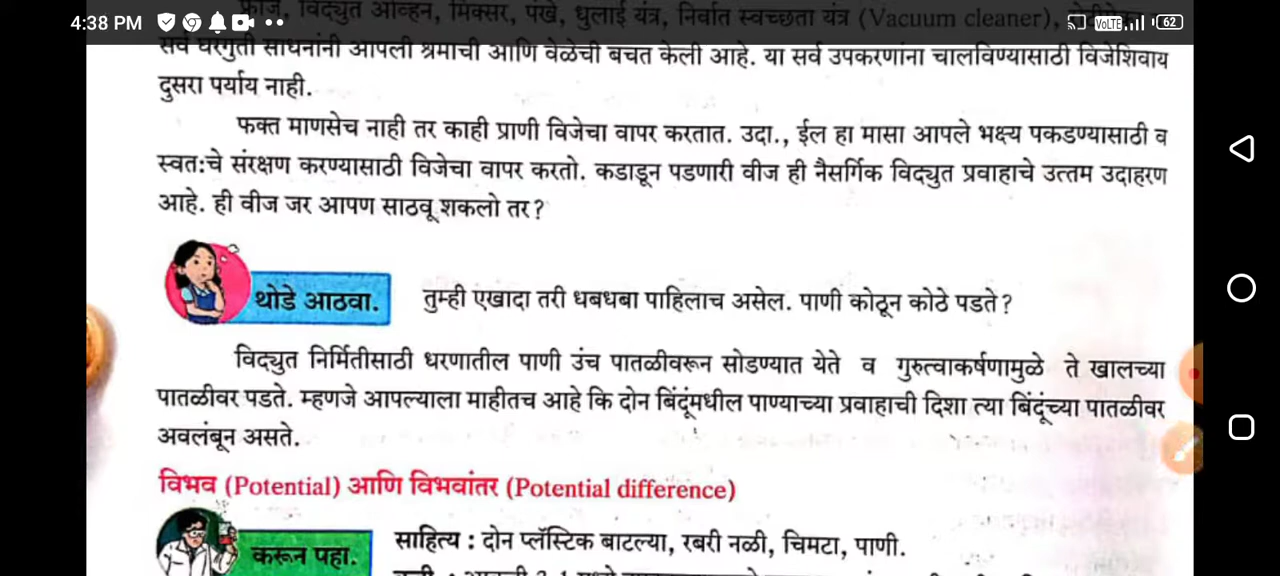 4:38 PM
62
फ्रीज, विद्युत ओव्हन, मिक्सर, पंखे, धुलाई यंत्र, निर्वात स्वच्छता यंत्र (Vacuum cleaner),
सर्व घरगुती साधनांनी आपली श्रमाची आणि वेळेची बचत केली आहे. या सर्व उपकरणांना चालविण्यासाठी विजेशिवाय
दुसरा पर्याय नाही.
फक्त माणसेच नाही तर काही प्राणी विजेचा वापर करतात. उदा., ईल हा मासा आपले भक्ष्य पकडण्यासाठी व
स्वतःचे संरक्षण करण्यासाठी विजेचा वापर करतो. कडाडून पडणारी वीज ही नैसर्गिक विद्युत प्रवाहाचे उत्तम उदाहरण
आहे. ही वीज जर आपण साठवू शकलो तर?
थोडे आठवा.
तुम्ही एखादा तरी धबधबा पाहिलाच असेल. पाणी कोठून कोठे पडते?
विद्युत निर्मितीसाठी धरणातील पाणी उंच पातळीवरून सोडण्यात येते व गुरुत्वाकर्षणामुळे ते खालच्या
पातळीवर पडते. म्हणजे आपल्याला माहीतच आहे कि दोन बिंदूंमधील पाण्याच्या प्रवाहाची दिशा त्या बिंदूंच्या पातळीवर
अवलंबून असते.
विभव (Potential) आणि विभवांतर (Potential difference)
करून पहा.
साहित्य : दोन प्लॅस्टिक बाटल्या, रबरी नळी, चिमटा, पाणी.